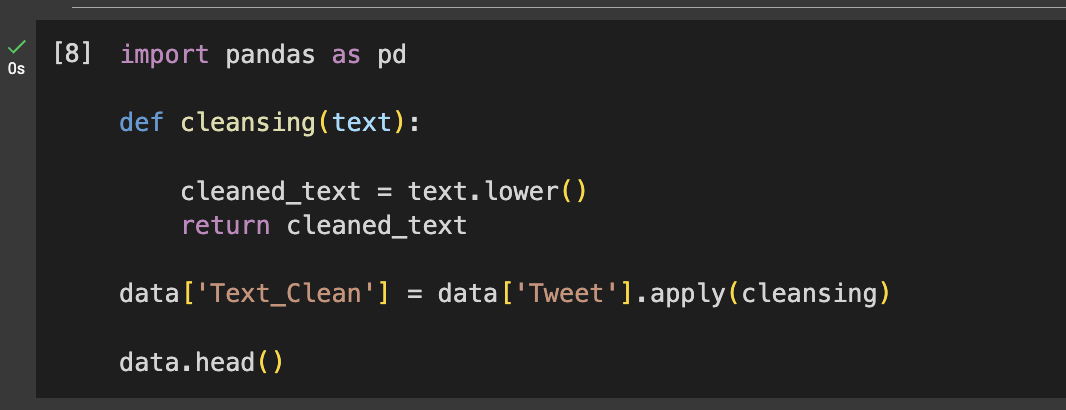 [8] import pandas as pd
def cleansing(text):
cleaned_text = text.lower()
return cleaned_text
data['Text_Clean'] = data['Tweet'].apply(cleansing)
data.head()
0s